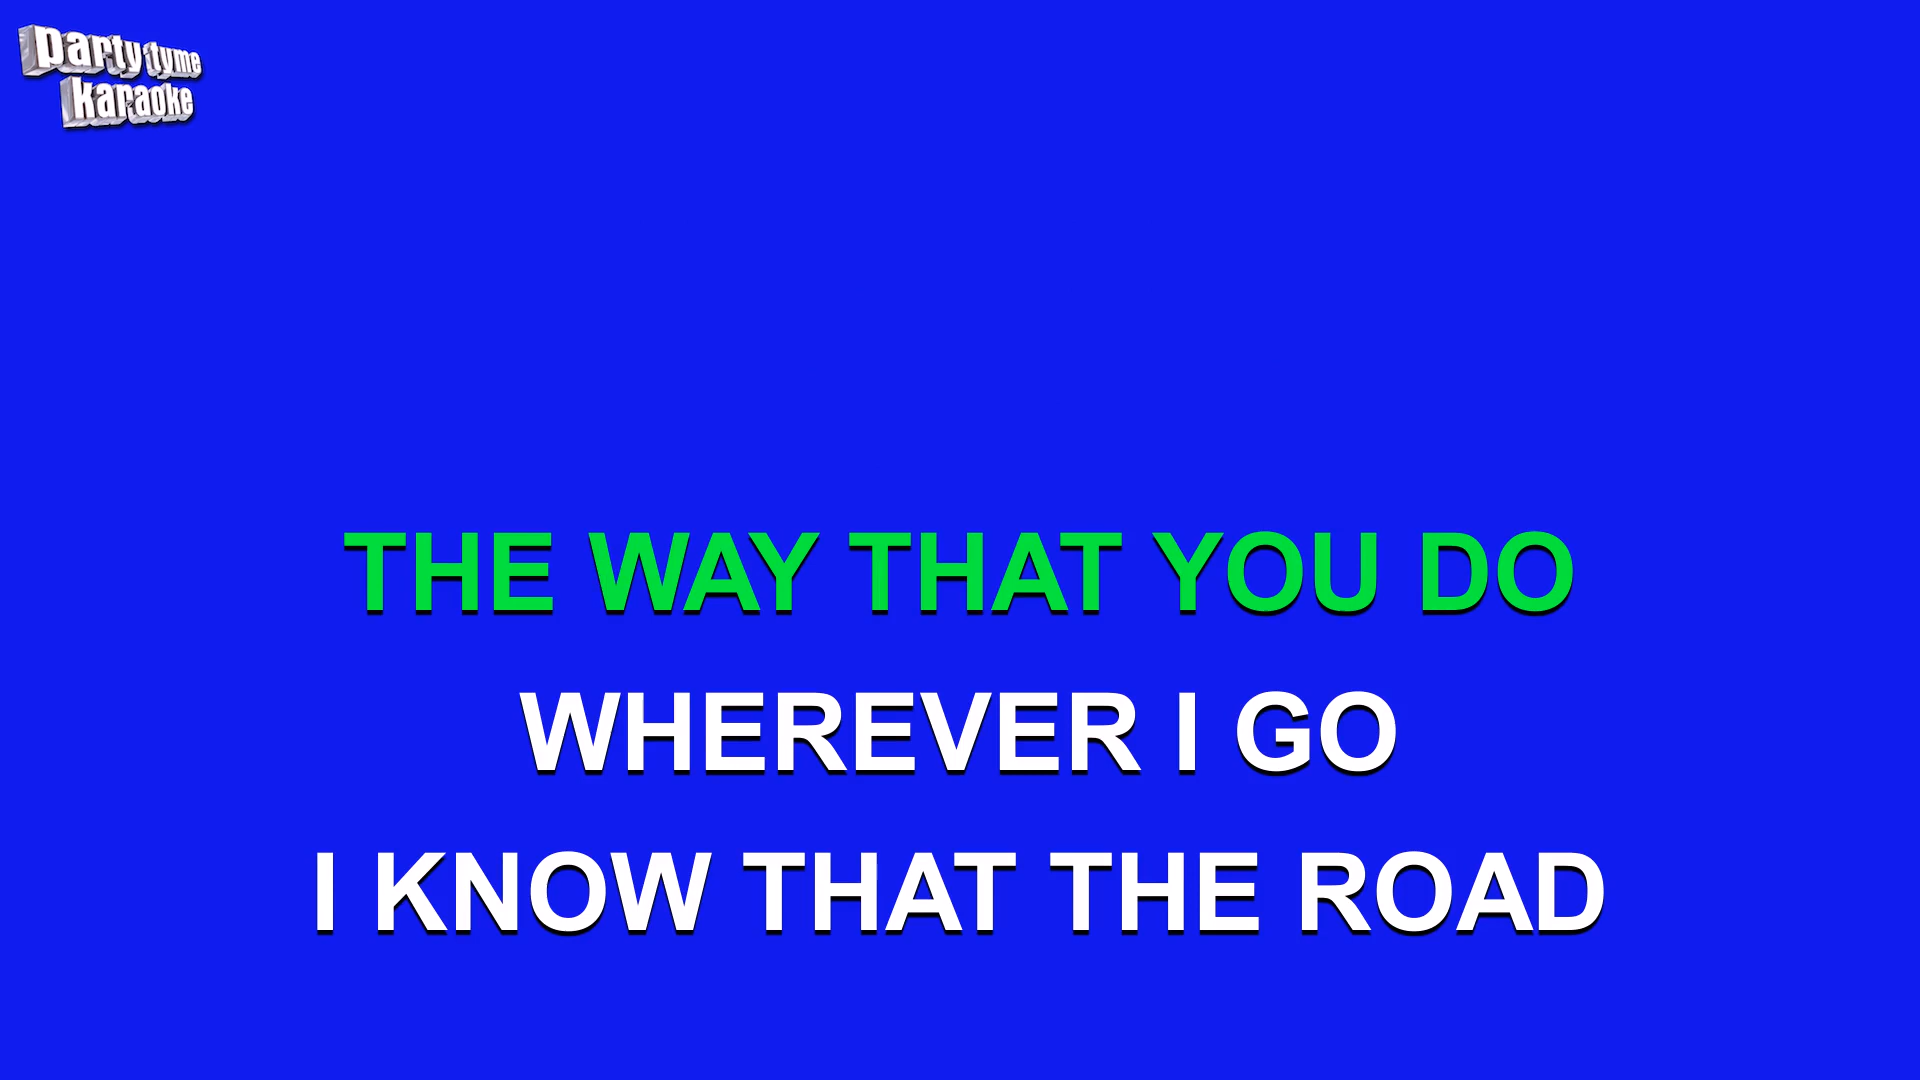 party tyme
karaoke
THE WAY THAT YOU DO
WHEREVER I GO
I KNOW THAT THE ROAD